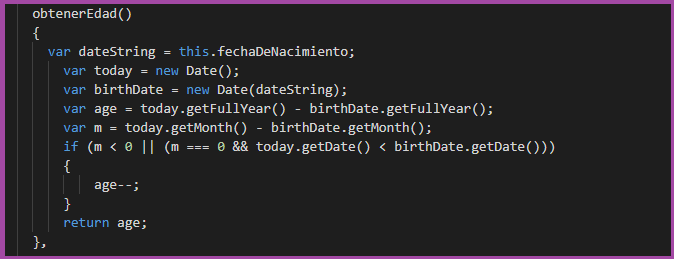 obtenerEdad()
{
var dateString = this.fechaDeNacimiento;
var today = new Date();
var birthDate = new Date(dateString);
var age = today.getFullYear() - birthDate.getFullYear();
var m = today.getMonth() - birthDate.getMonth();
if (m < 0 || (m === 0 && today.getDate() < birthDate.getDate()))
{
age--;
}
return age;
},